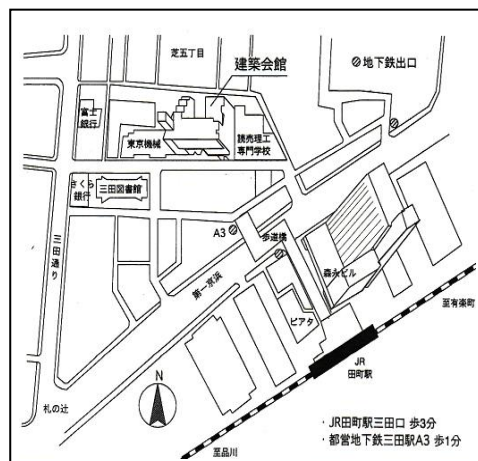 芝五丁目
建築会館
地下鉄出口
富士
銀行
東京機械
読売理工
専門学校
さくら
銀行
三田図書館
A3
歩道橋
三田通り
第一京浜
森永ビル
ピアタ
至有楽町
JR
田町駅
N
札の辻
至品川
・JR田町駅三田口 歩3分
・都営地下鉄三田駅A3 歩1分